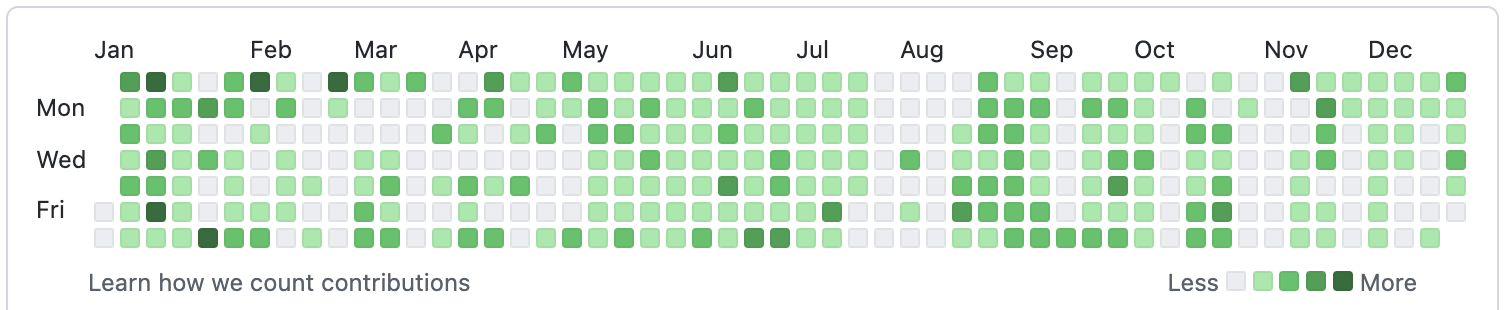 Jan Feb Mar Apr May Jun Jul Aug Sep Oct Nov Dec
Mon
Wed
Fri
Learn how we count contributions Less More